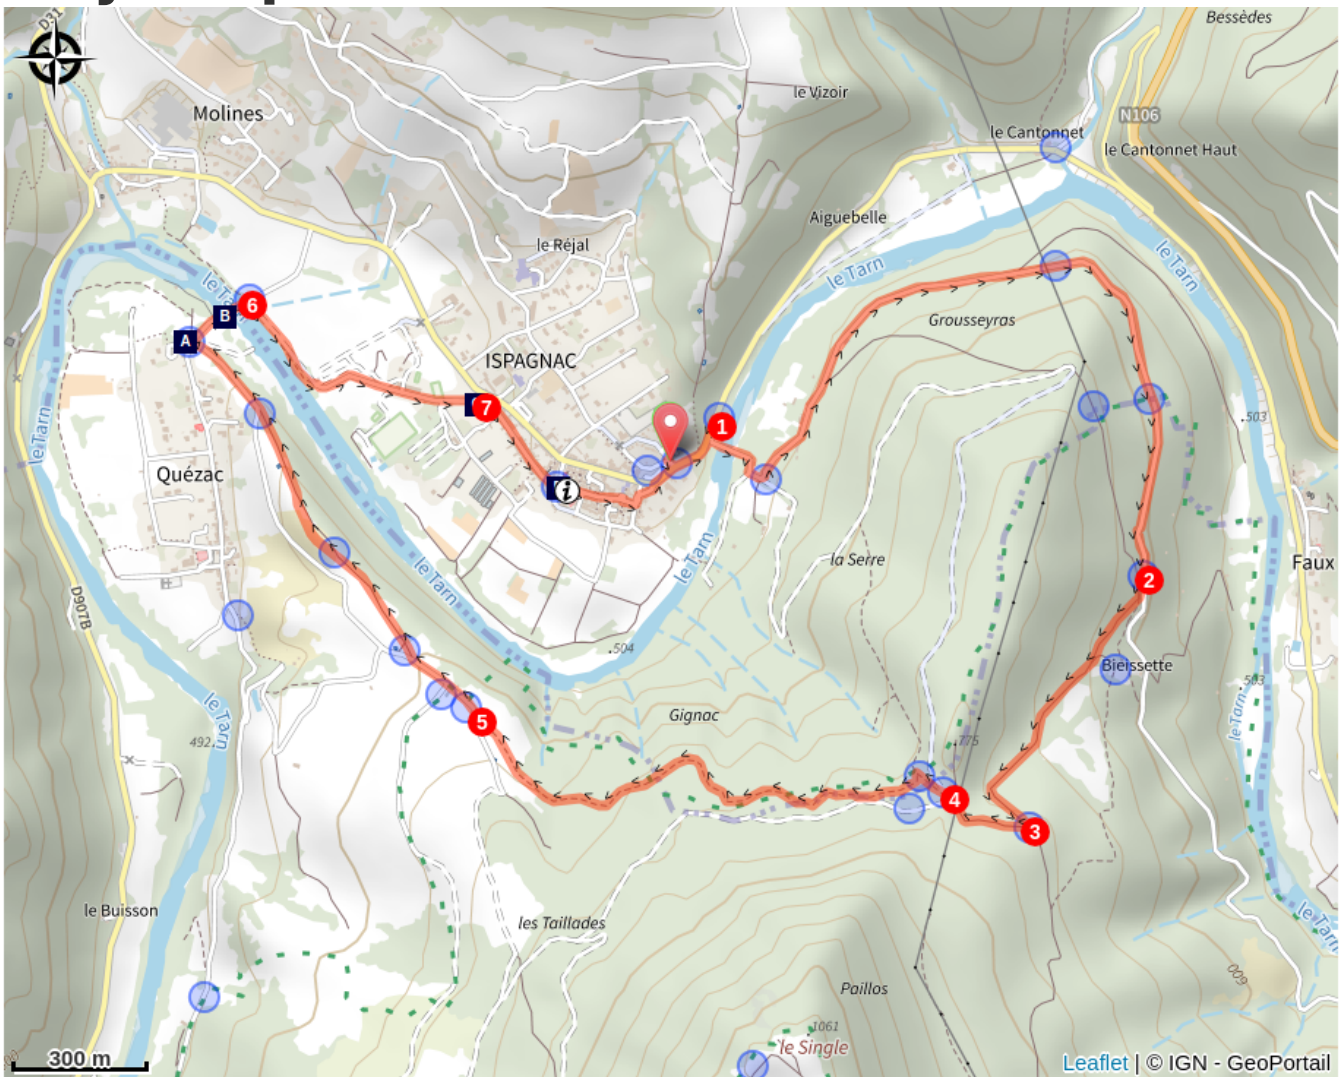 D31
Bessèdes
Molines
le Vizoir
N106
le Cantonnet
le Cantonnet Haut
Aiguebelle
le Réjal
le Tarn
le Tarn
B
6
A
Grousseyras
ISPAGNAC
7
1
503
le Tarn
Quézac
i
la Serre
le Tarn
le Tarn
Faux
2
D907B
504
Bieissette
503
le Tarn
le Tarn
492
5
Gignac
775
4
3
le Buisson
les Taillades
le Tarn
600
Paillos
1061
le Single
300 m
Leaflet | © IGN - GeoPortail